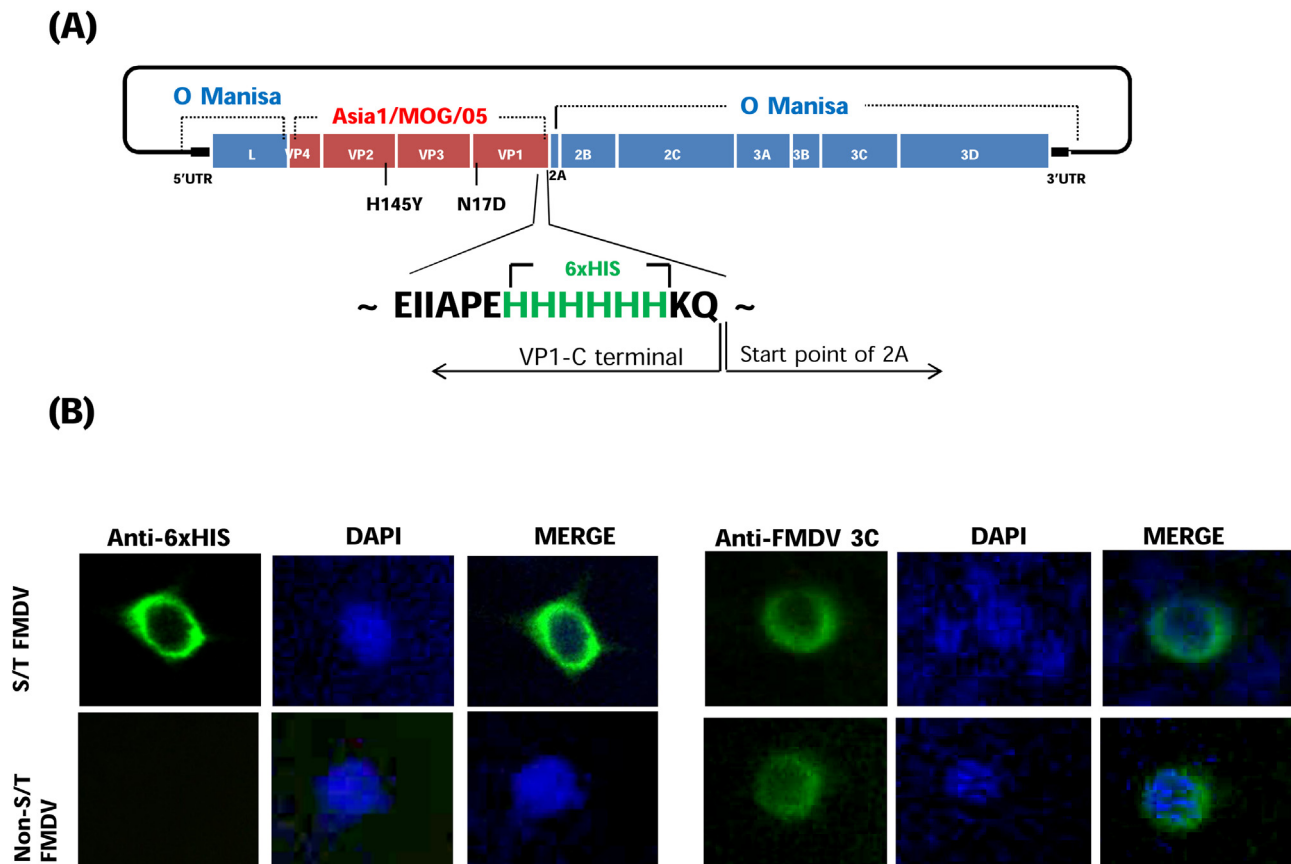 (A)
O Manisa
Asia1/MOG/05
O Manisa
L VP4 VP2 VP3 VP1 2B 2C 3A 3B 3C 3D
5'UTR 2A 3'UTR
H145Y N17D
6xHIS
~ EIIAPEHHHHHHKQ ~
VP1-C terminal Start point of 2A
(B)
Anti-6xHIS DAPI MERGE Anti-FMDV 3C DAPI MERGE
S/T FMDV
Non-S/T
FMDV